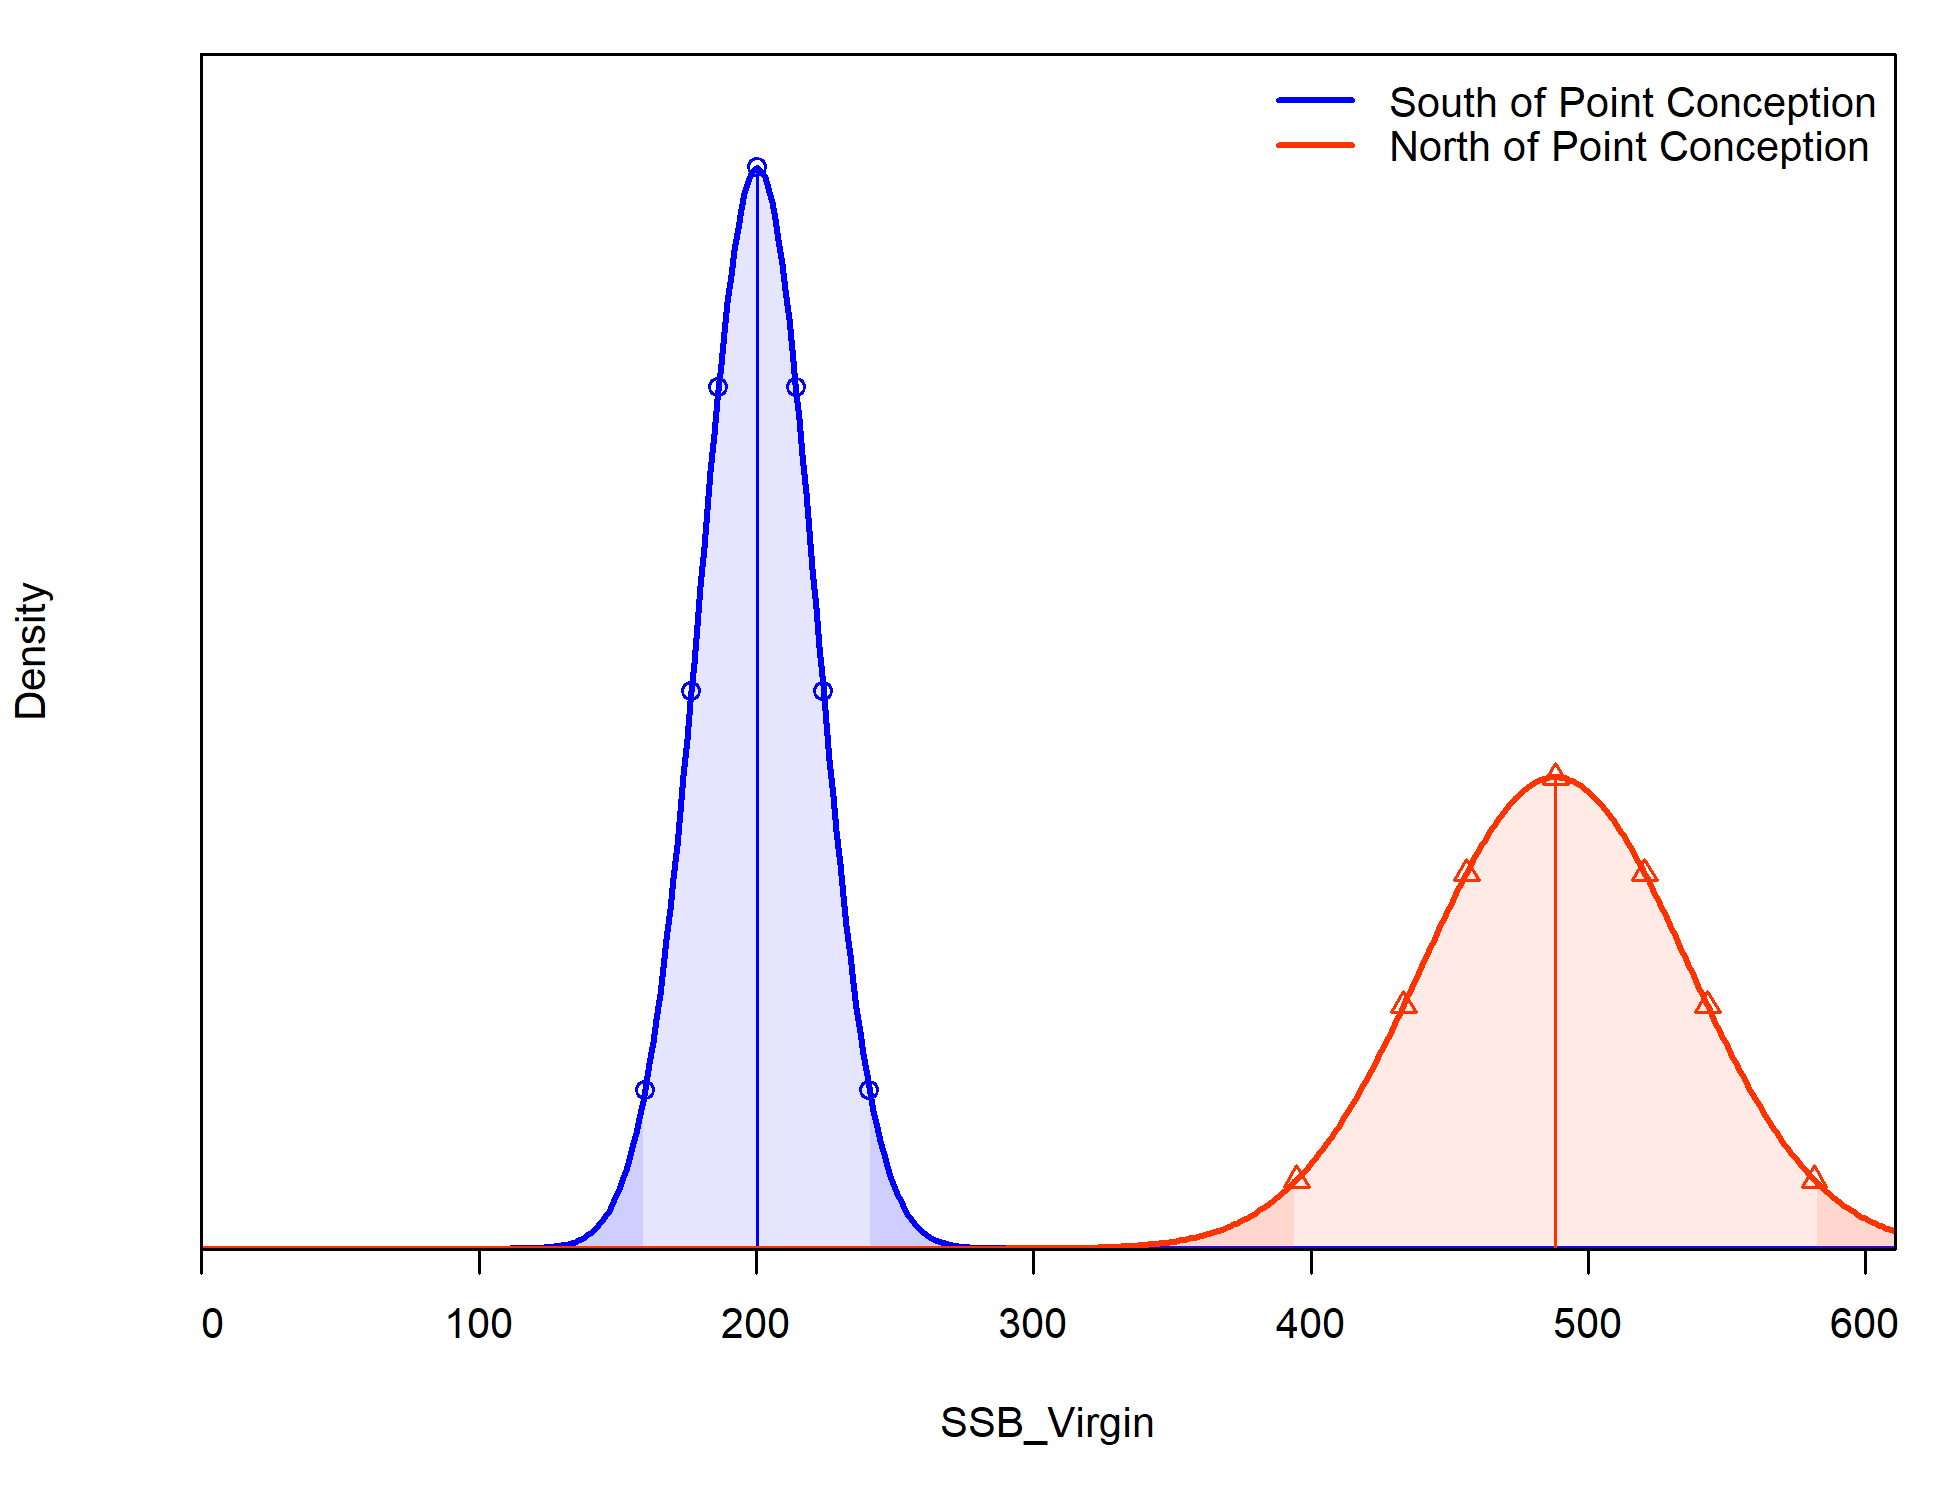 South of Point Conception
North of Point Conception
Density
0 100 200 300 400 500 600
SSB_Virgin